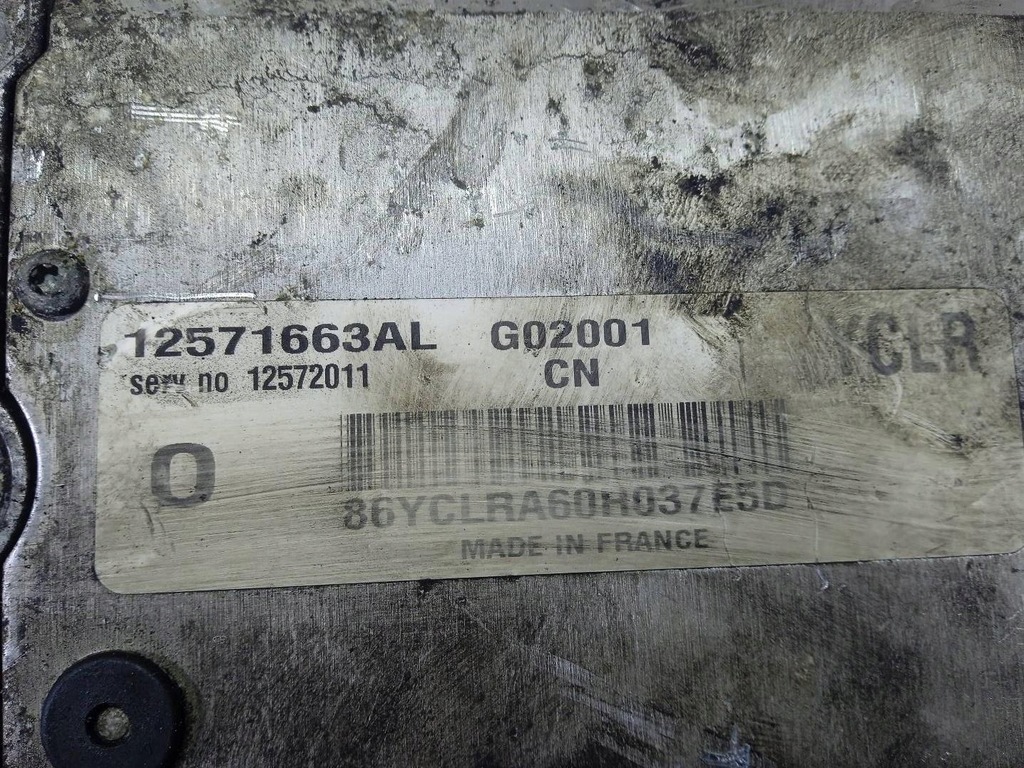 12571663AL G02001 YCLR
serv no 12572011 CN
O
86YCLRA60H037E5D
MADE IN FRANCE